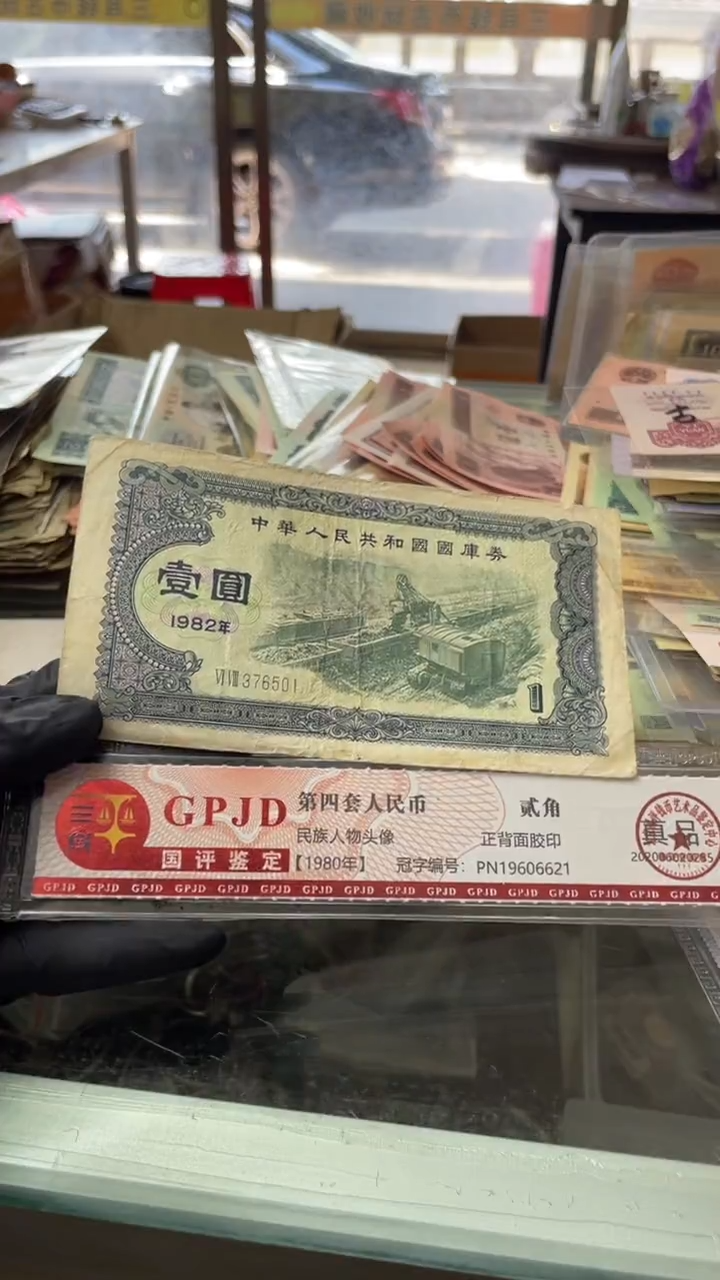 中華人民共和國國庫券
壹圓
1982年
VI VIII 376501
GPJD 第四套人民币 贰角
民族人物头像 正背面胶印
国评鉴定 【1980年】 冠字编号: PN19606621
真品
GPJD GPJD GPJD GPJD GPJD GPJD GPJD GPJD GPJD GPJD GPJD GPJD GPJD GPJD GPJD
吉